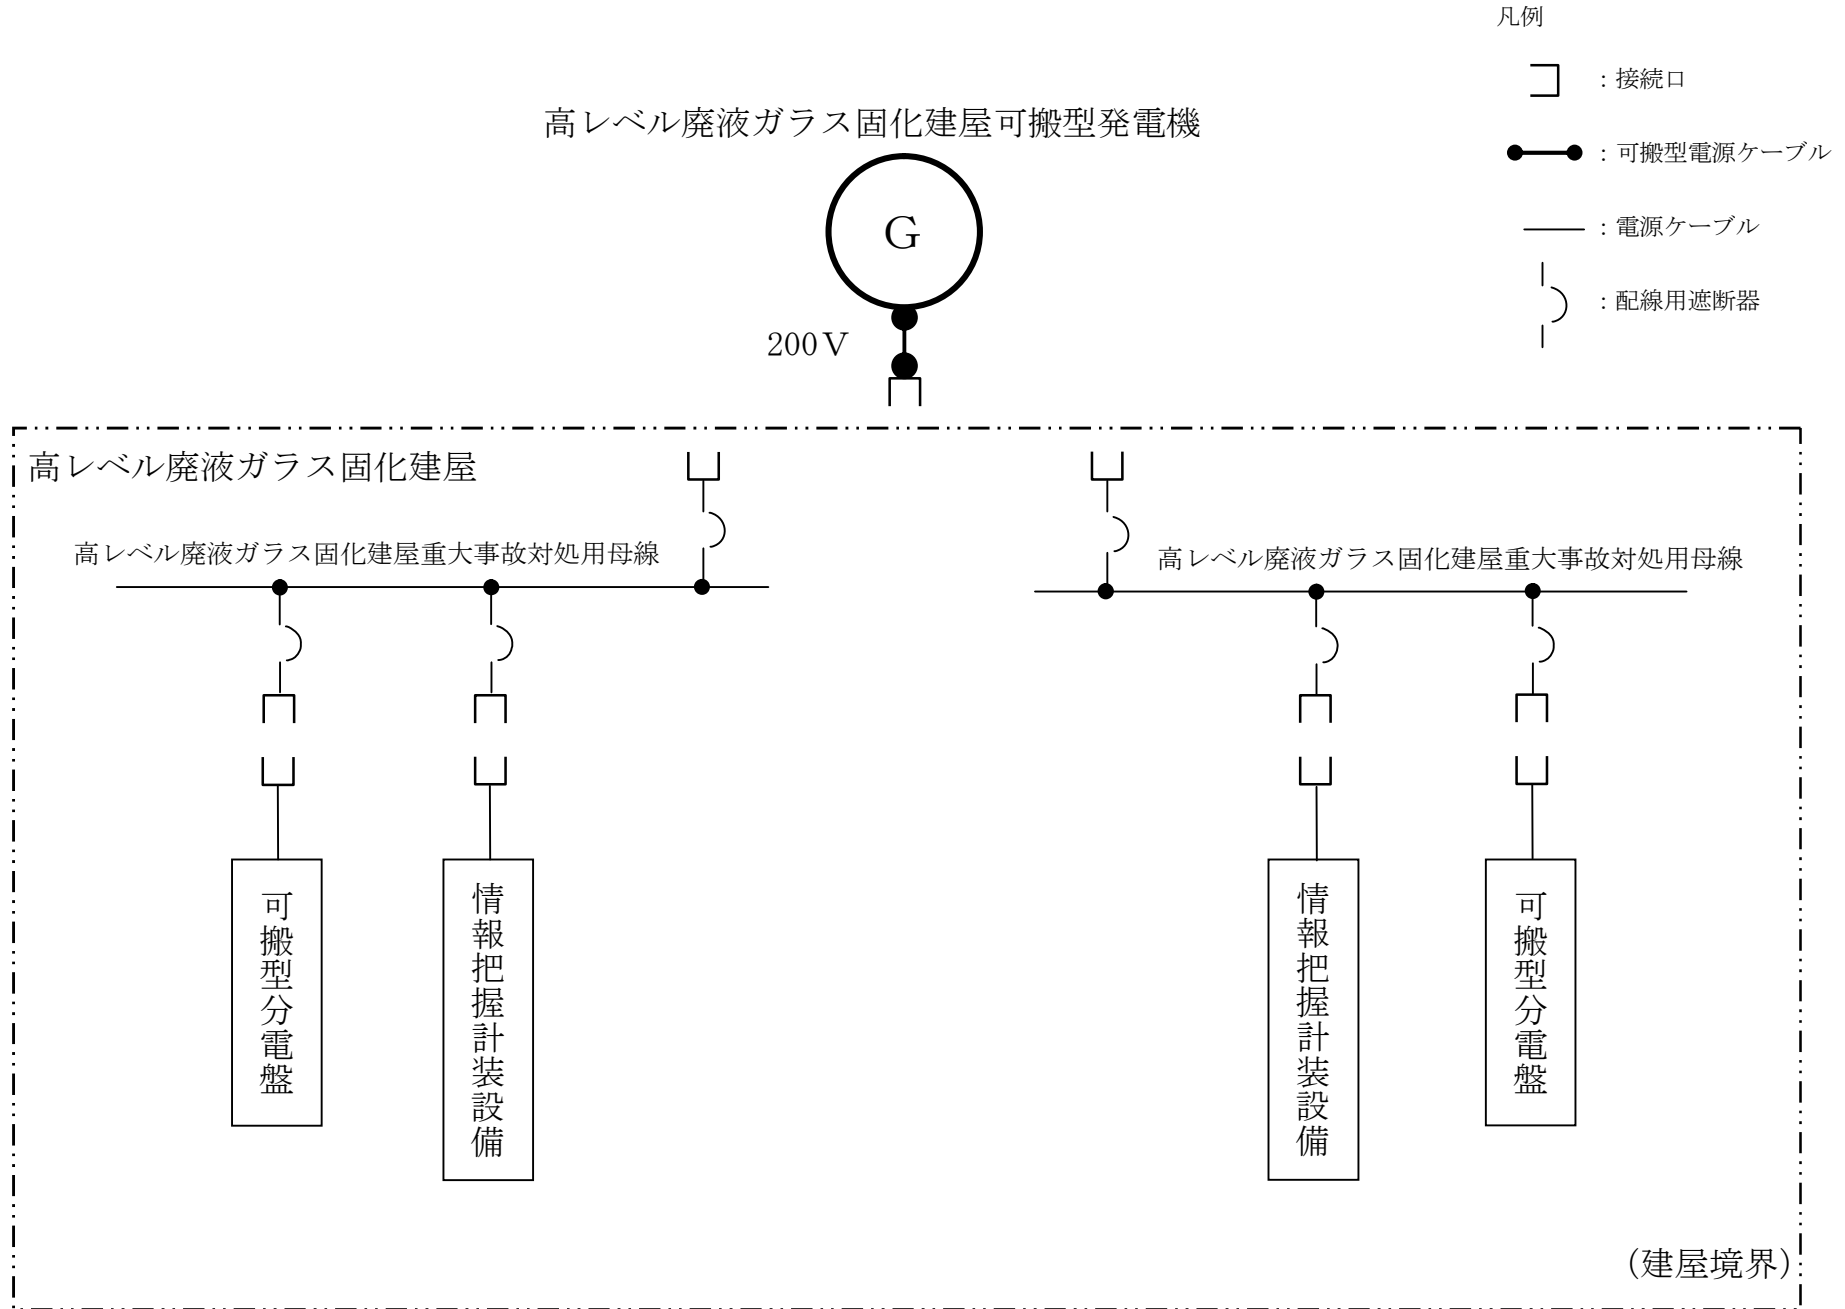 凡例
：接続口
高レベル廃液ガラス固化建屋可搬型発電機
：可搬型電源ケーブル
G
：電源ケーブル
：配線用遮断器
200V
高レベル廃液ガラス固化建屋
高レベル廃液ガラス固化建屋重大事故対処用母線
高レベル廃液ガラス固化建屋重大事故対処用母線
可搬型分電盤
情報把握計装設備
情報把握計装設備
可搬型分電盤
（建屋境界）